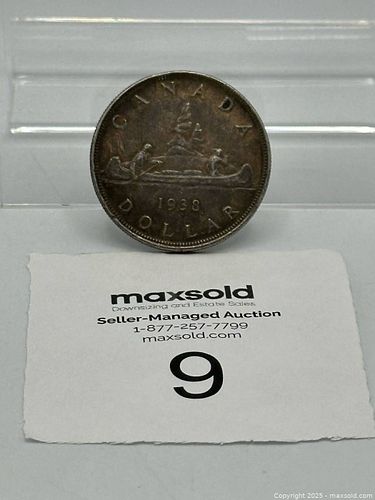 CANADA
1938
DOLLAR
maxsold
Downsizing and Estate Sales
Seller-Managed Auction
1-877-257-7799
maxsold.com
9
Copyright 2025 - maxsold.com